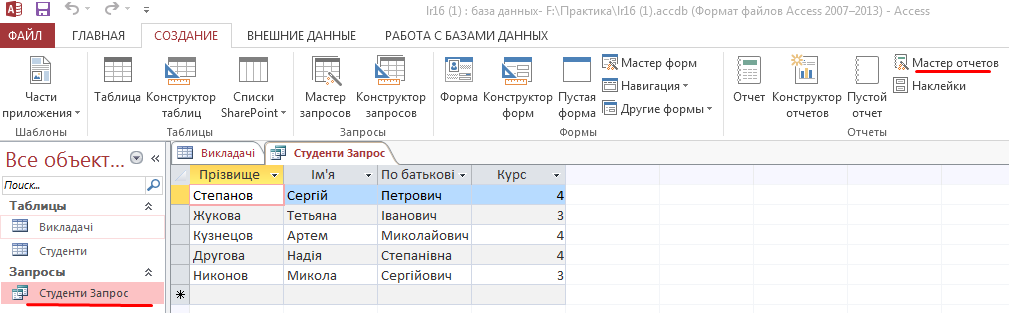 lr16 (1) : база данных- F:\Практика\lr16 (1).accdb (Формат файлов Access 2007–2013) - Access
ФАЙЛ ГЛАВНАЯ СОЗДАНИЕ ВНЕШНИЕ ДАННЫЕ РАБОТА С БАЗАМИ ДАННЫХ
Части приложения
Шаблоны
Таблица
Конструктор таблиц
Списки SharePoint
Таблицы
Мастер запросов
Конструктор запросов
Запросы
Форма
Конструктор форм
Пустая форма
Мастер форм
Навигация
Другие формы
Формы
Отчет
Конструктор отчетов
Пустой отчет
Мастер отчетов
Наклейки
Отчеты
Все объект...
Поиск...
Таблицы
Викладачі
Студенти
Запросы
Студенти Запрос
Викладачі Студенти Запрос
Прізвище Ім'я По батькові Курс
Степанов Сергій Петрович 4
Жукова Тетьяна Іванович 3
Кузнецов Артем Миколайович 4
Другова Надія Степанівна 4
Никонов Микола Сергійович 3